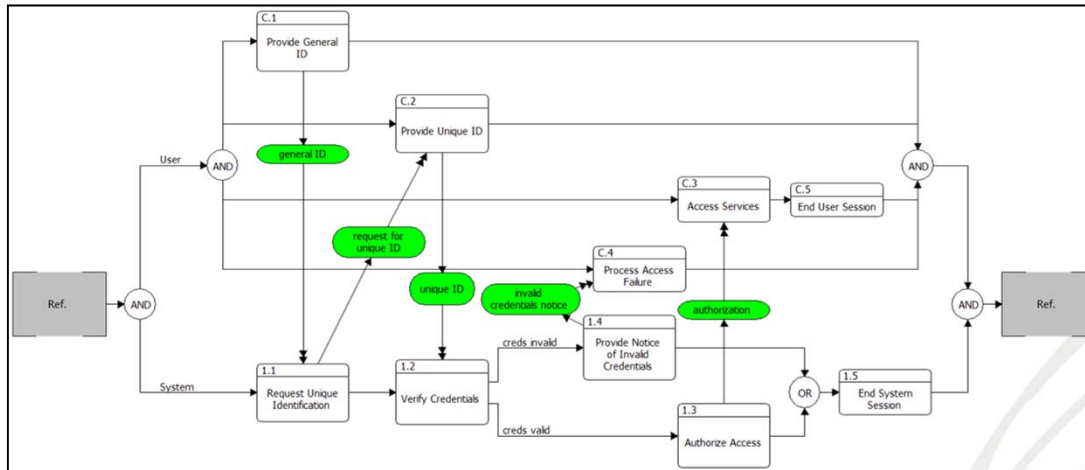 C.1
Provide General
ID
C.2
Provide Unique ID
User
AND
general ID
AND
C.3
Access Services
C.5
End User Session
request for
unique ID
C.4
Process Access
Failure
Ref.
AND
unique ID
invalid
credentials notice
authorization
AND
Ref.
1.4
Provide Notice
of Invalid
Credentials
creds invalid
System
1.1
Request Unique
Identification
1.2
Verify Credentials
OR
1.5
End System
Session
creds valid
1.3
Authorize Access